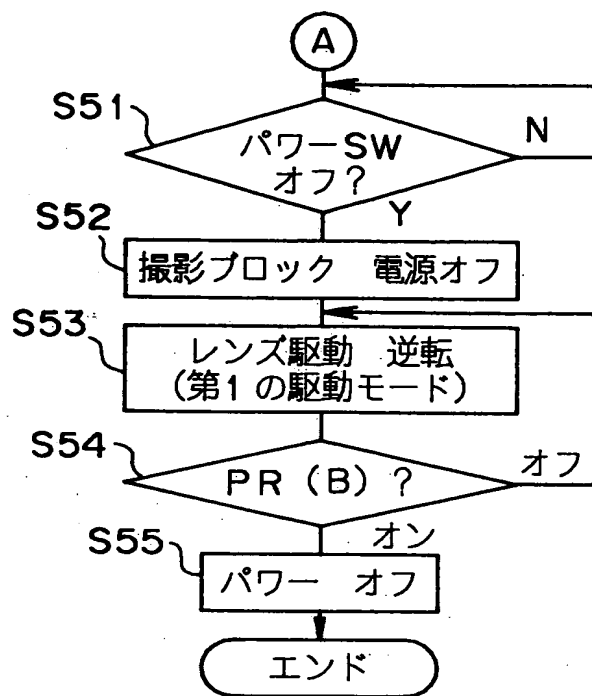 A
S51
パワーSW
オフ?
N
Y
S52
撮影ブロック 電源オフ
S53
レンズ駆動 逆転
(第1の駆動モード)
S54
PR(B)?
オフ
オン
S55
パワー オフ
エンド